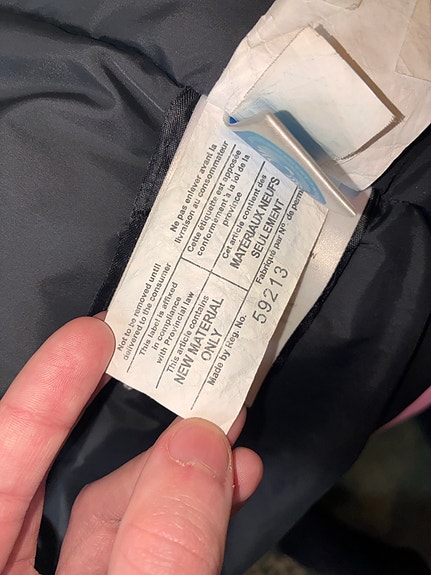 Not to be removed until
delivered to the consumer
This label is affixed
in compliance
with Provincial law
This article contains
NEW MATERIAL
ONLY
Made by Reg. No.
Ne pas enlever avant la
livraison au consommateur
Cette étiquette est apposée
conformément à la loi de la
province
Cet article contient des
MATERIAUX NEUFS
SEULEMENT
Fabriqué par No. de permis
59213